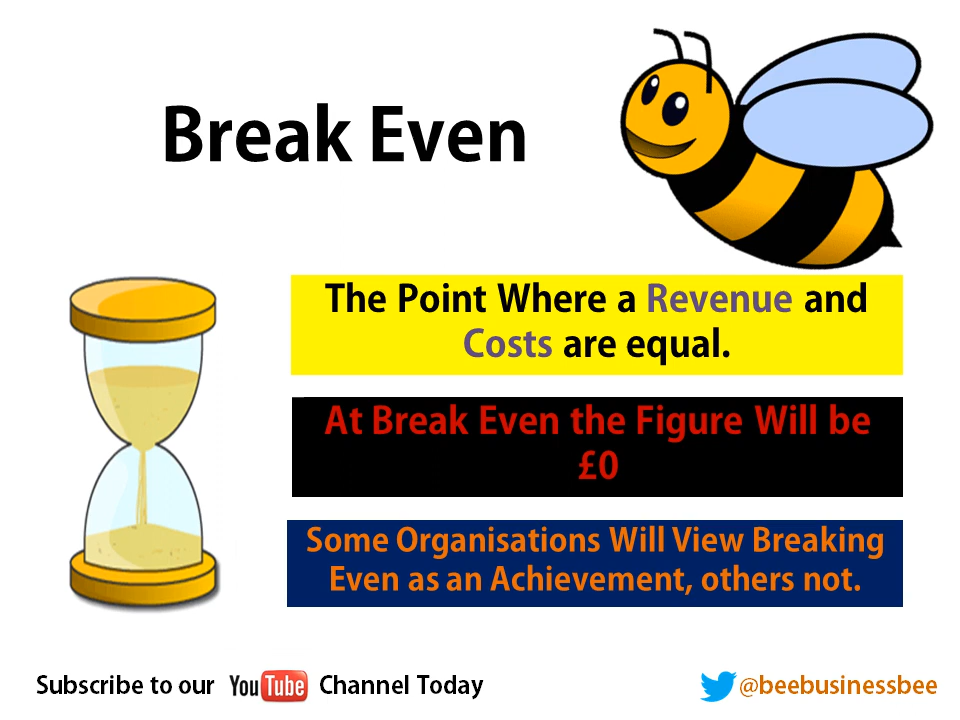 Break Even
The Point Where a Revenue and
Costs are equal.
At Break Even the Figure Will be
£0
Some Organisations Will View Breaking
Even as an Achievement, others not.
Subscribe to our YouTube Channel Today
@beebusinessbee